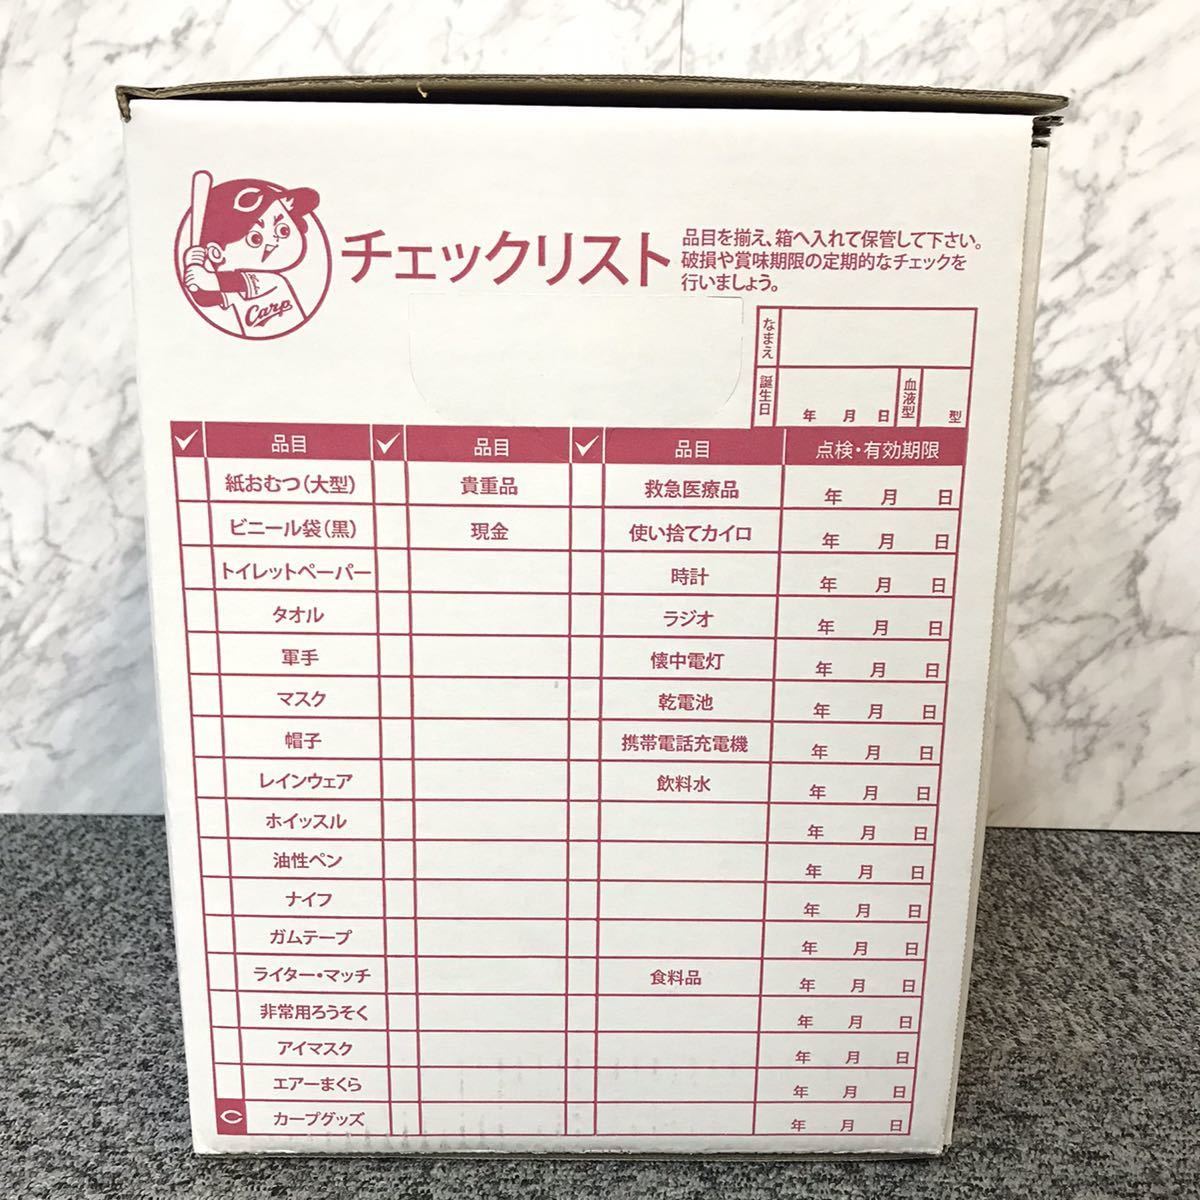 C
Carp
チェックリスト
品目を揃え、箱へ入れて保管して下さい。
破損や賞味期限の定期的なチェックを
行いましょう。
なまえ
誕生日 年 月 日 血液型 型
✓ 品目 ✓ 品目 ✓ 品目 点検・有効期限
紙おむつ(大型) 貴重品 救急医療品 年 月 日
ビニール袋(黒) 現金 使い捨てカイロ 年 月 日
トイレットペーパー 時計 年 月 日
タオル ラジオ 年 月 日
軍手 懐中電灯 年 月 日
マスク 乾電池 年 月 日
帽子 携帯電話充電機 年 月 日
レインウェア 飲料水 年 月 日
ホイッスル 年 月 日
油性ペン 年 月 日
ナイフ 年 月 日
ガムテープ 年 月 日
ライター・マッチ 食料品 年 月 日
非常用ろうそく 年 月 日
アイマスク 年 月 日
エアーまくら 年 月 日
C カープグッズ 年 月 日